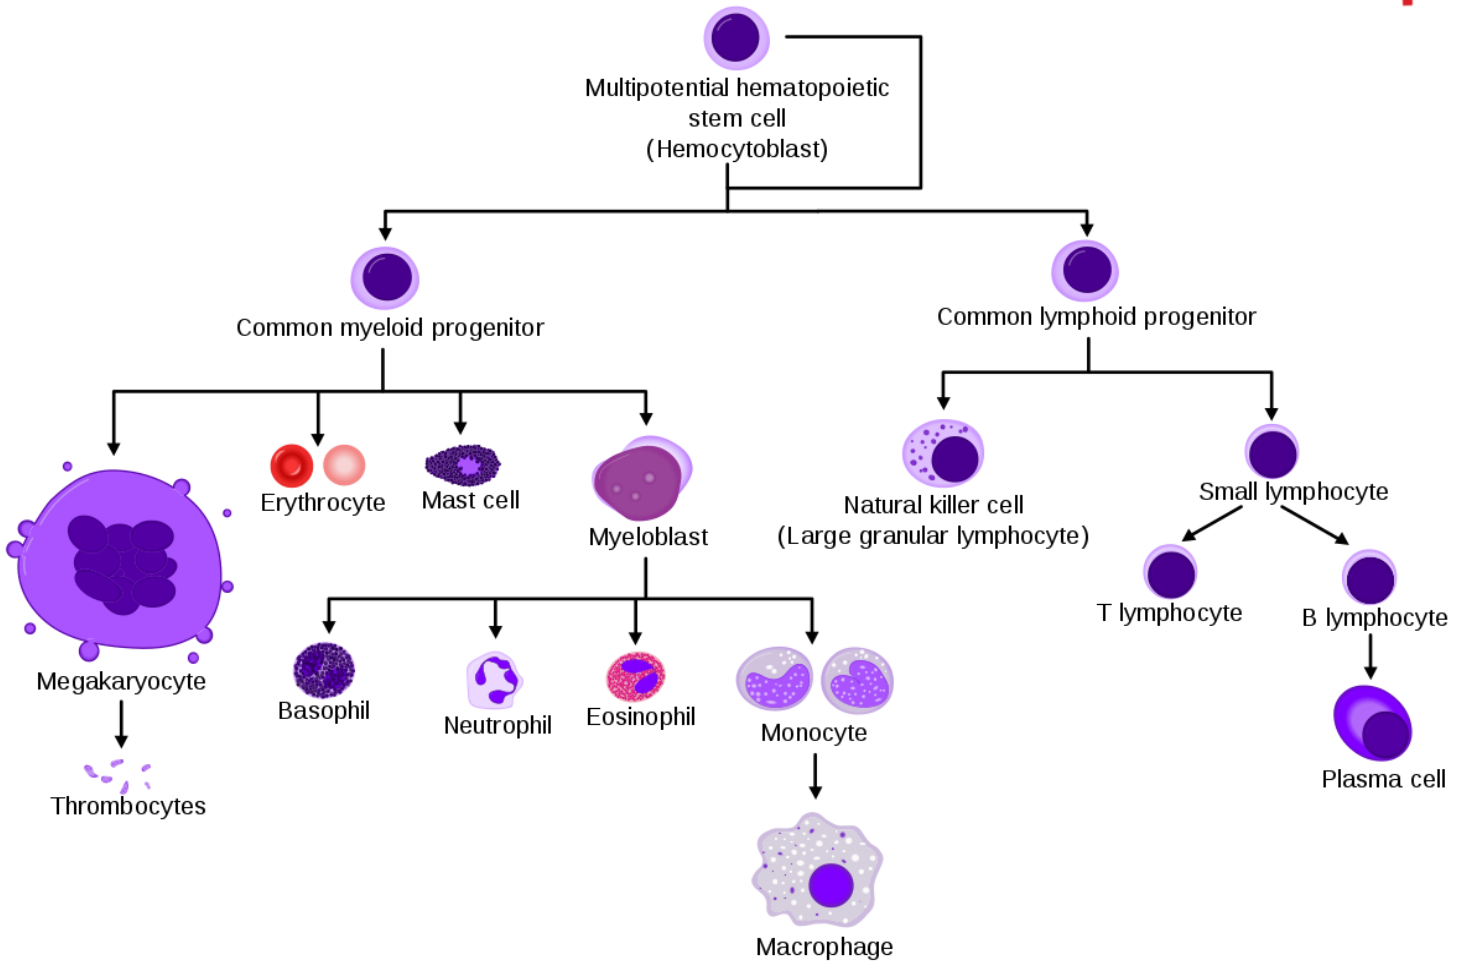 Multipotential hematopoietic
stem cell
(Hemocytoblast)
Common myeloid progenitor
Common lymphoid progenitor
Erythrocyte
Mast cell
Myeloblast
Natural killer cell
(Large granular lymphocyte)
Small lymphocyte
T lymphocyte
B lymphocyte
Megakaryocyte
Basophil
Neutrophil
Eosinophil
Monocyte
Plasma cell
Thrombocytes
Macrophage